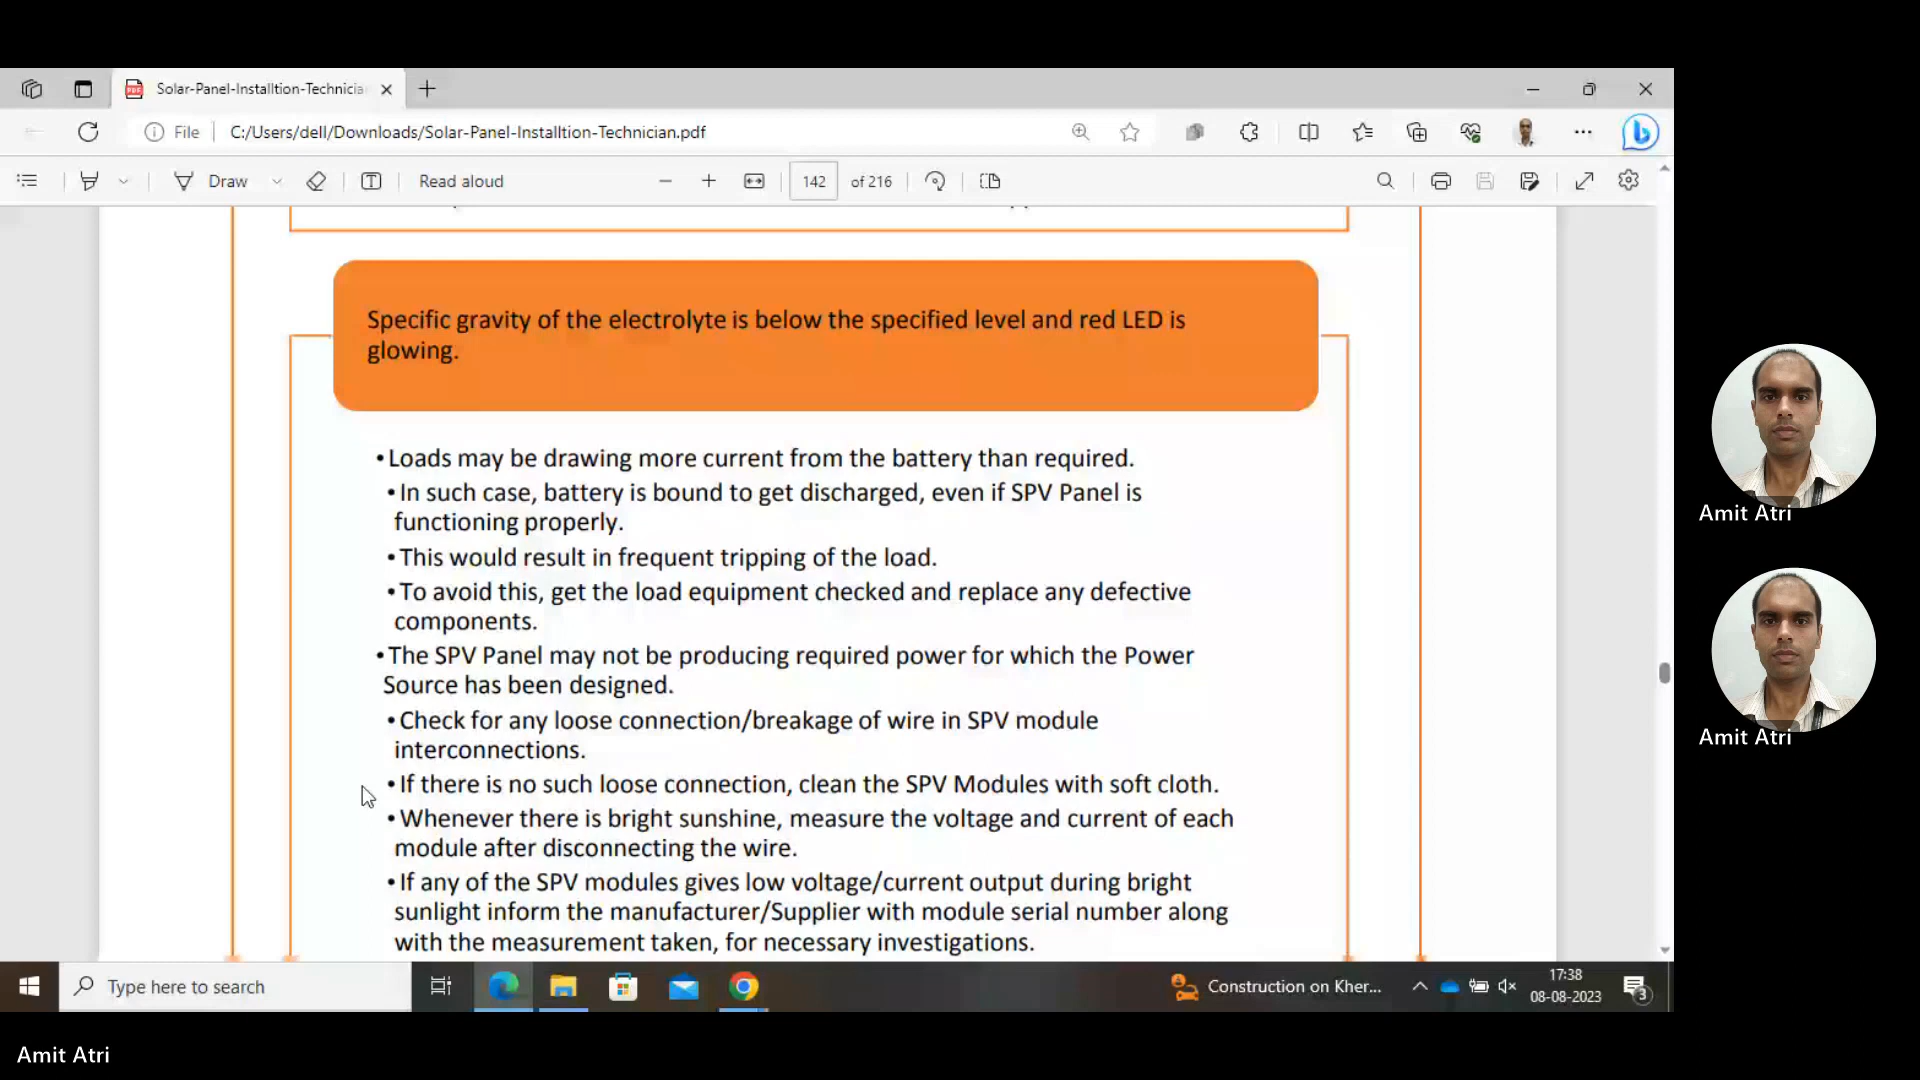 Solar-Panel-Installtion-Technicia
File
C:/Users/dell/Downloads/Solar-Panel-Installtion-Technician.pdf
Draw
Read aloud
142
of 216
Specific gravity of the electrolyte is below the specified level and red LED is
glowing.
• Loads may be drawing more current from the battery than required.
• In such case, battery is bound to get discharged, even if SPV Panel is
functioning properly.
• This would result in frequent tripping of the load.
• To avoid this, get the load equipment checked and replace any defective
components.
• The SPV Panel may not be producing required power for which the Power
Source has been designed.
• Check for any loose connection/breakage of wire in SPV module
interconnections.
• If there is no such loose connection, clean the SPV Modules with soft cloth.
• Whenever there is bright sunshine, measure the voltage and current of each
module after disconnecting the wire.
• If any of the SPV modules gives low voltage/current output during bright
sunlight inform the manufacturer/Supplier with module serial number along
with the measurement taken, for necessary investigations.
Amit Atri
Amit Atri
Type here to search
Construction on Kher...
17:38
08-08-2023
3
Amit Atri